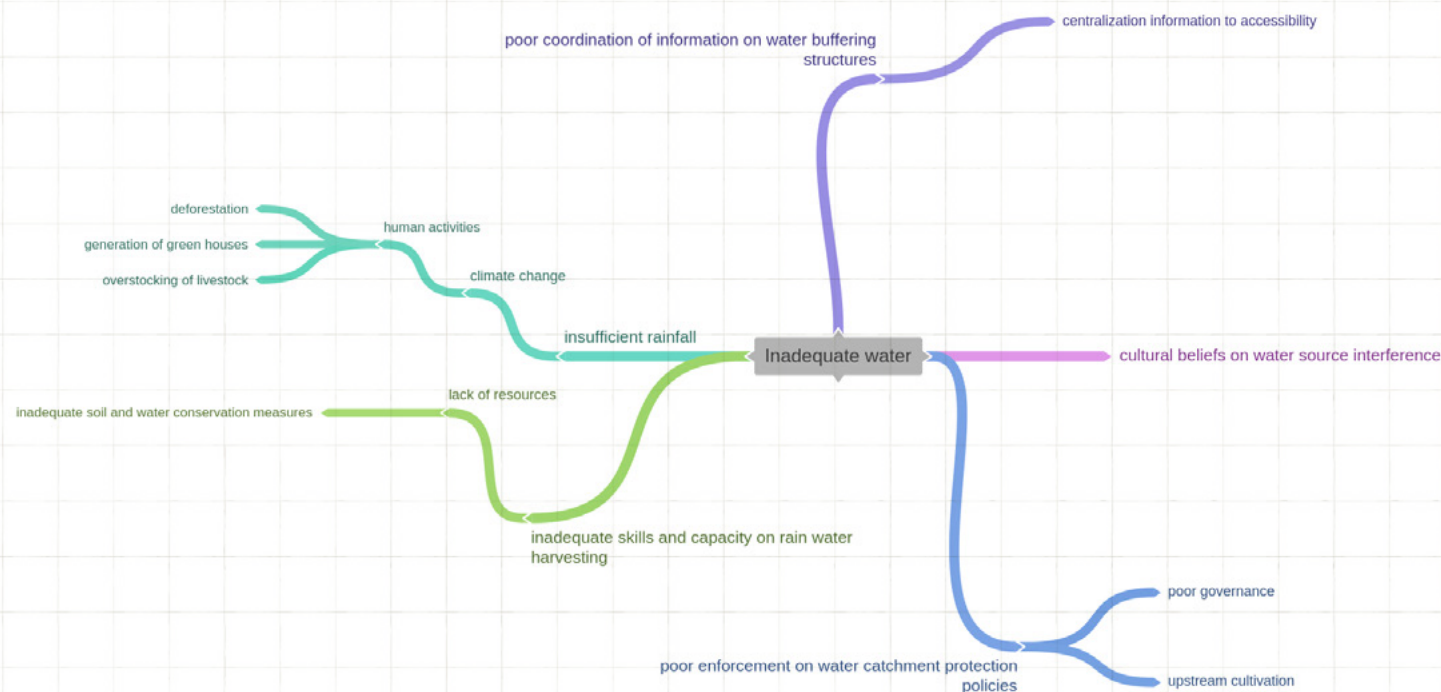 centralization information to accessibility
poor coordination of information on water buffering
structures
deforestation
human activities
generation of green houses
climate change
overstocking of livestock
insufficient rainfall
Inadequate water
cultural beliefs on water source interference
lack of resources
inadequate soil and water conservation measures
inadequate skills and capacity on rain water
harvesting
poor governance
poor enforcement on water catchment protection
policies
upstream cultivation